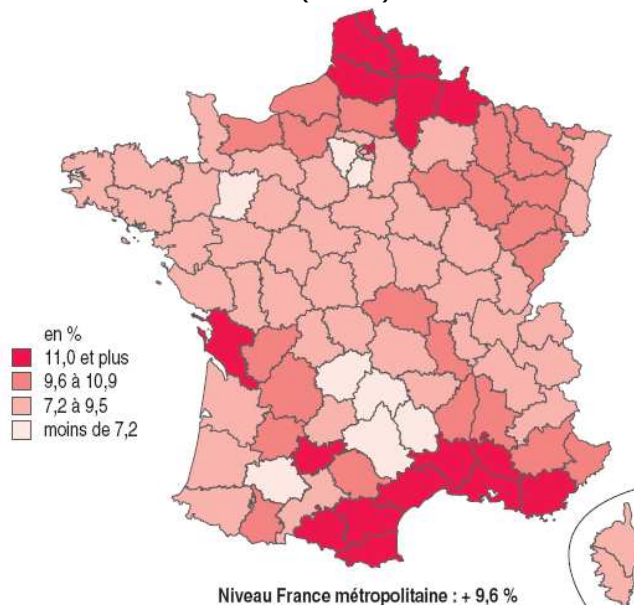 en %
11,0 et plus
9,6 à 10,9
7,2 à 9,5
moins de 7,2
Niveau France métropolitaine : + 9,6 %